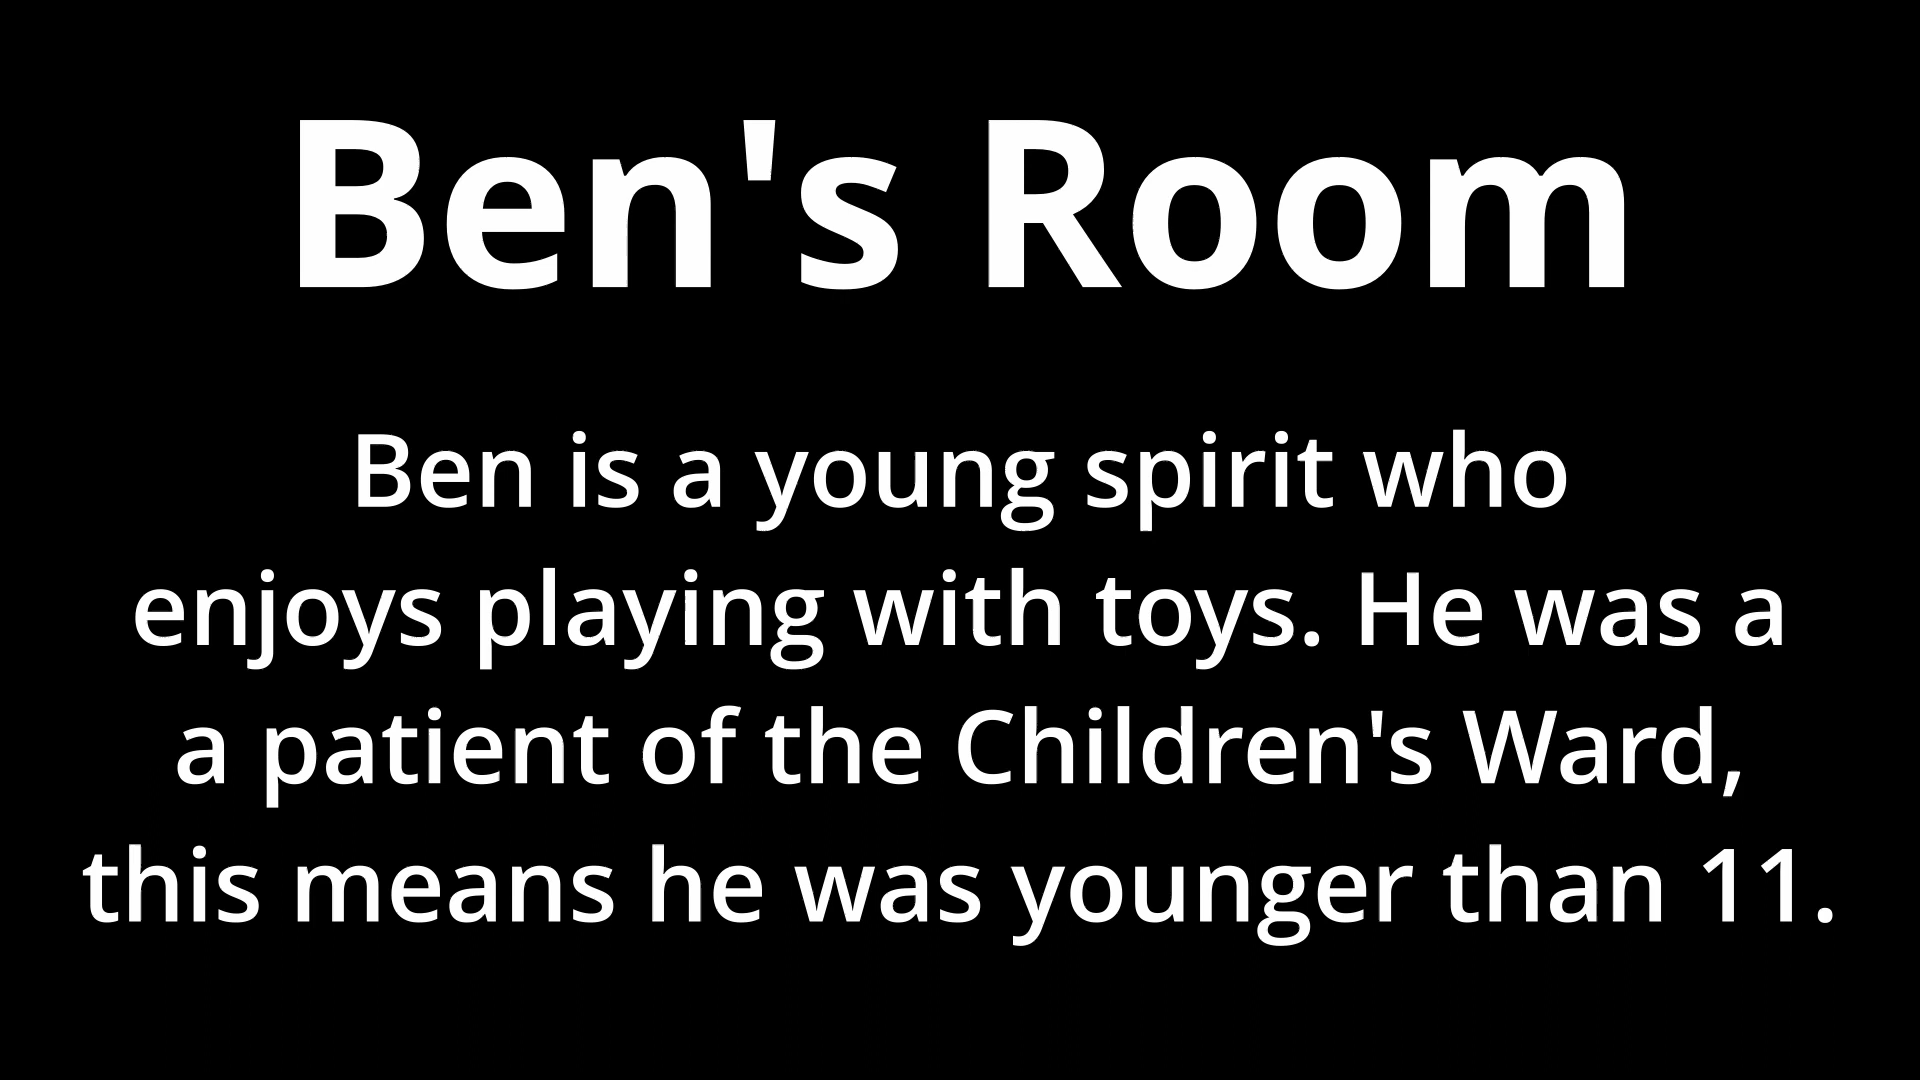 Ben's Room
Ben is a young spirit who
enjoys playing with toys. He was a
a patient of the Children's Ward,
this means he was younger than 11.